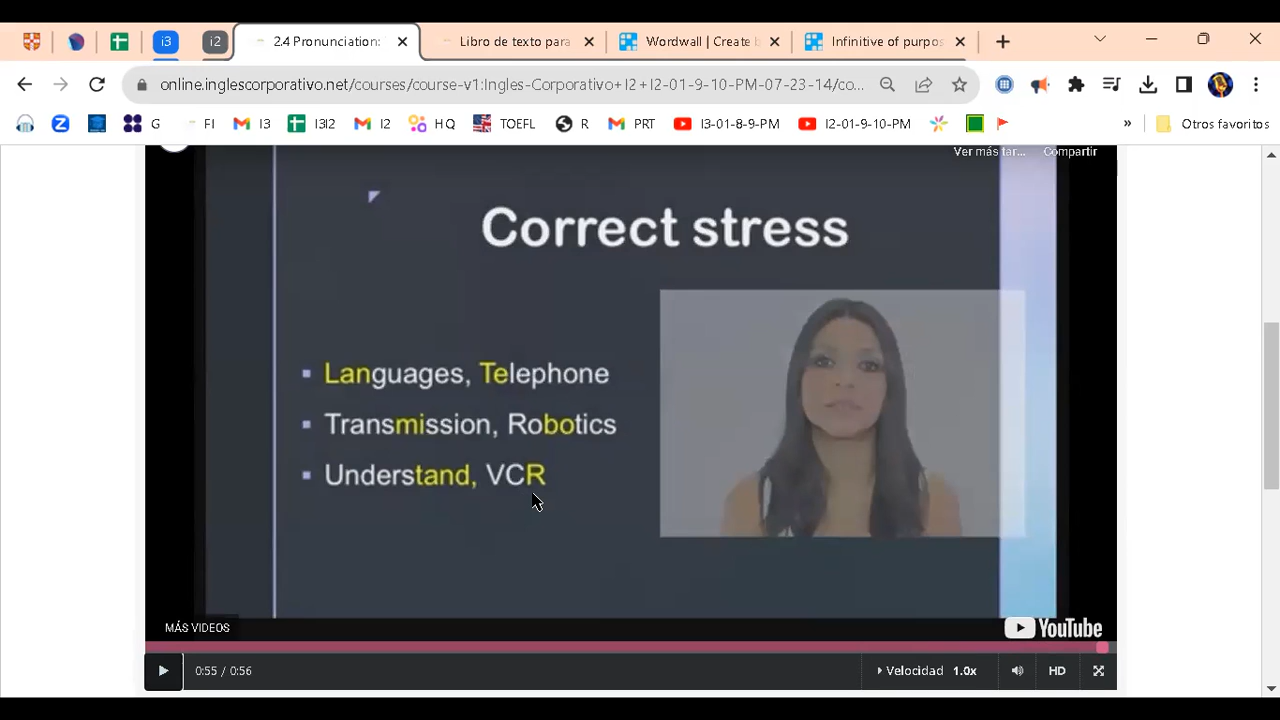 i3 i2 2.4 Pronunciation: Libro de texto para Wordwall | Create b Infinitive of purpos
online.inglescorporativo.net/courses/course-v1:Ingles-Corporativo+I2+I2-01-9-10-PM-07-23-14/co...
G FI I3 I3I2 I2 HQ TOEFL R PRT I3-01-8-9-PM I2-01-9-10-PM » Otros favoritos
Ver más tar... Compartir
Correct stress
Languages, Telephone
Transmission, Robotics
Understand, VCR
MÁS VIDEOS
YouTube
0:55 / 0:56 Velocidad 1.0x HD